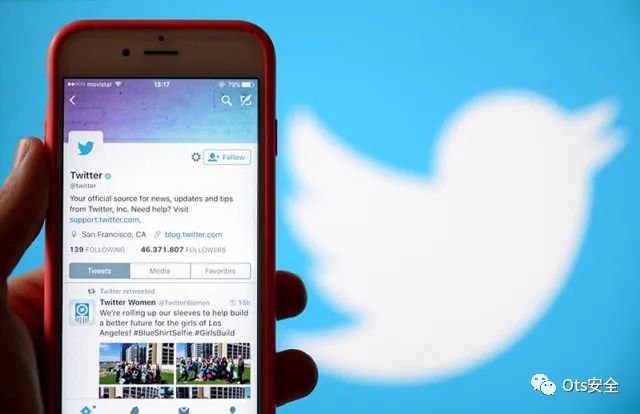 movistar 13:17 79%
Follow
Twitter
@twitter
Your official source for news, updates and tips
from Twitter, Inc. Need help? Visit
support.twitter.com.
San Francisco, CA blog.twitter.com
139 FOLLOWING 46.371.807 FOLLOWERS
Tweets Media Favorites
Twitter retweeted
Twitter Women @TwitterWomen 15h
We're rolling up our sleeves to help build
a better future for the girls of Los
Angeles! #BlueShirtSelfie #GirlsBuild
Ots安全